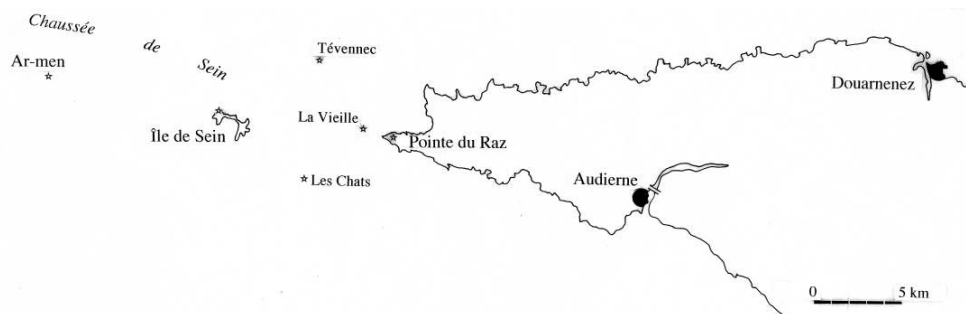 Chaussée
de
Sein
Ar-men
Tévennec
Douarnenez
Île de Sein
La Vieille
Pointe du Raz
Les Chats
Audierne
0 5 km